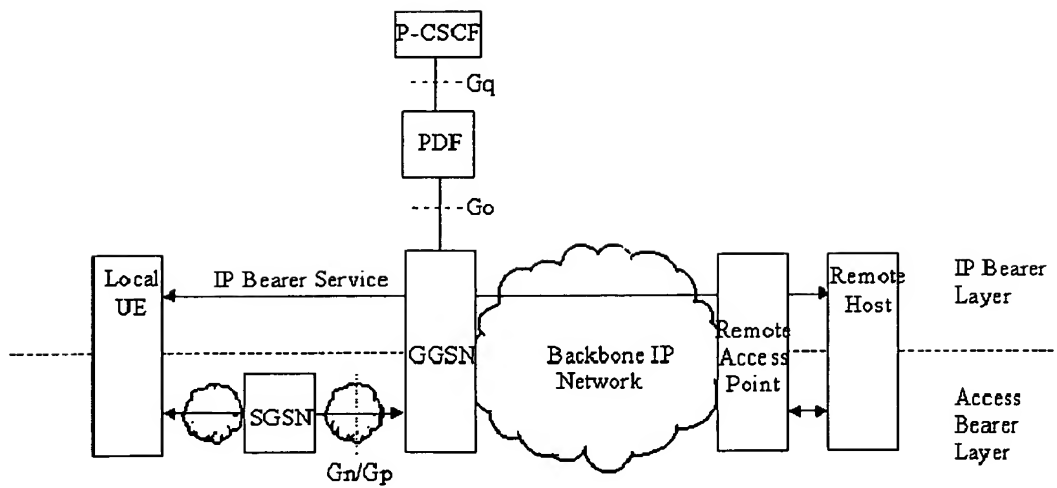 P-CSCF
Gq
PDF
Go
Local
UE
IP Bearer Service
GGSN
Backbone IP
Network
Remote
Access
Point
Remote
Host
IP Bearer
Layer
SGSN
Gn/Gp
Access
Bearer
Layer